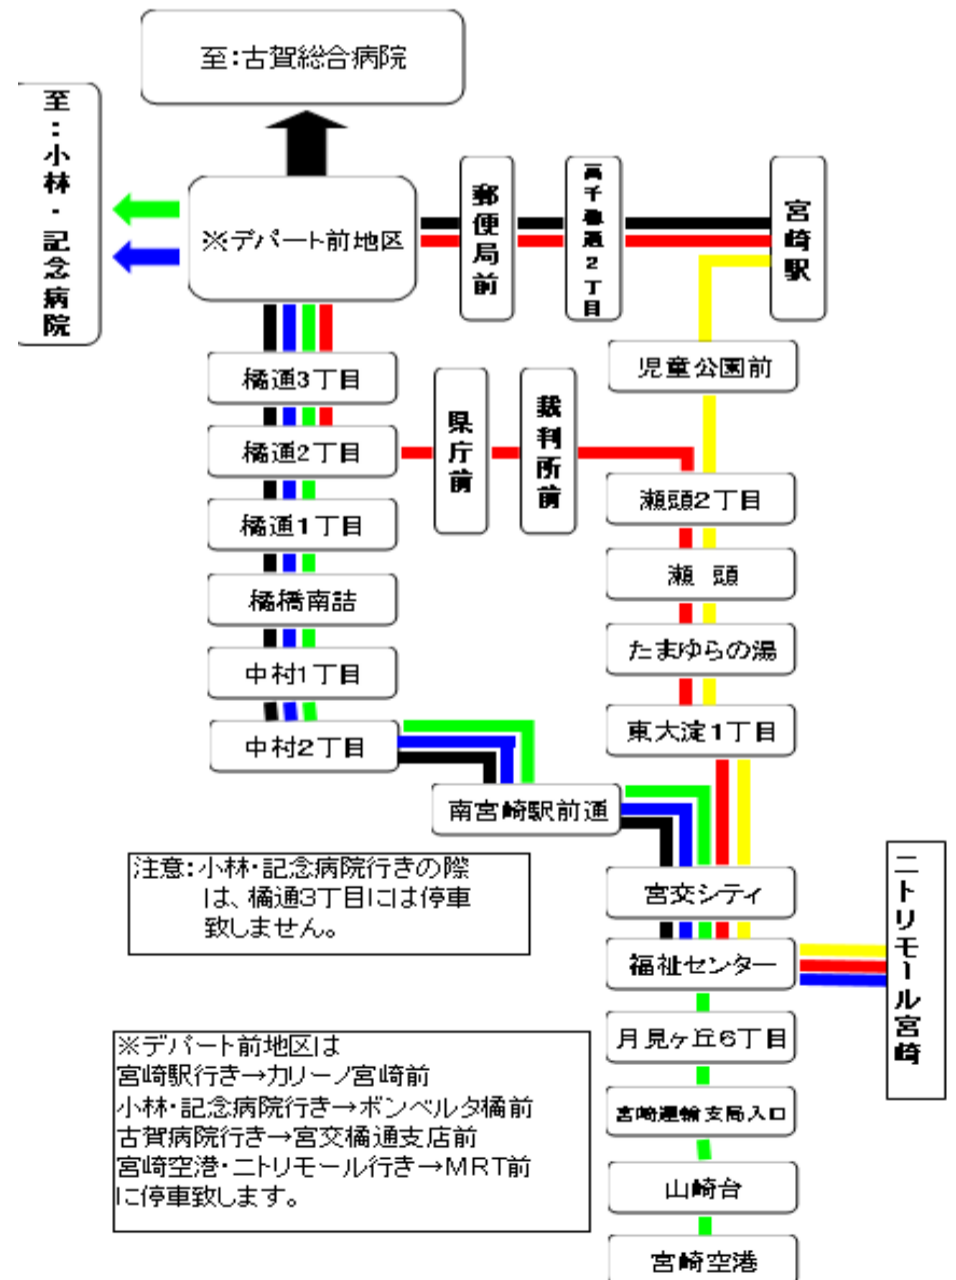 至：古賀総合病院
至：小林・記念病院
※デパート前地区
郵便局前
高千穂通2丁目
宮崎駅
児童公園前
橘通3丁目
橘通2丁目
県庁前
裁判所前
瀬頭2丁目
橘通1丁目
瀬 頭
橘橋南詰
たまゆらの湯
中村1丁目
東大淀1丁目
中村2丁目
南宮崎駅前通
宮交シティ
福祉センター
ニトリモール宮崎
月見ヶ丘6丁目
宮崎運輸支局入口
山崎台
宮崎空港
注意：小林・記念病院行きの際
は、橘通3丁目には停車
致しません。
※デパート前地区は
宮崎駅行き→カリーノ宮崎前
小林・記念病院行き→ボンベルタ橘前
古賀病院行き→宮交橘通支店前
宮崎空港・ニトリモール行き→MRT前
に停車致します。